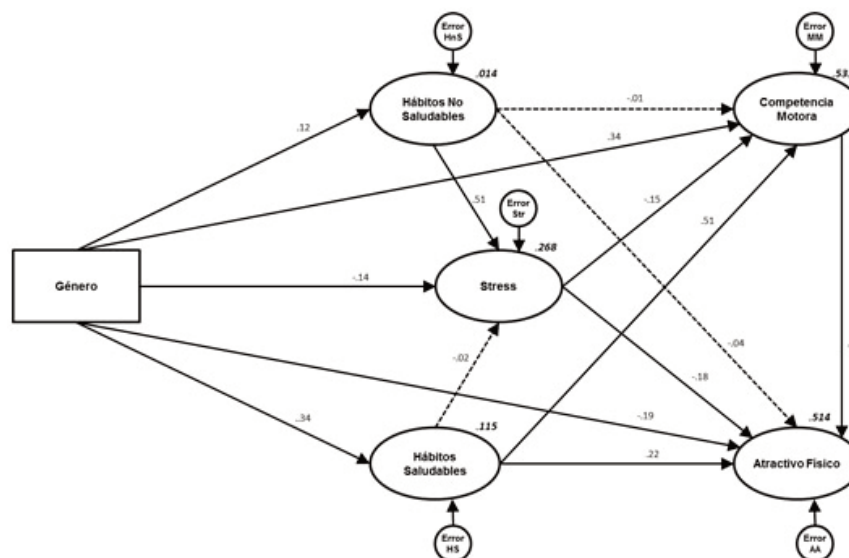 Error
HnS
Error
MM
.014
Hábitos No
Saludables
-.01
Competencia
Motora
.12
.34
.51
Error
Str
-.15
.51
.268
Género
-.14
Stress
-.02
-.04
-.18
.34
-.19
.514
.115
Hábitos
Saludables
.22
Atractivo Físico
Error
HS
Error
AA